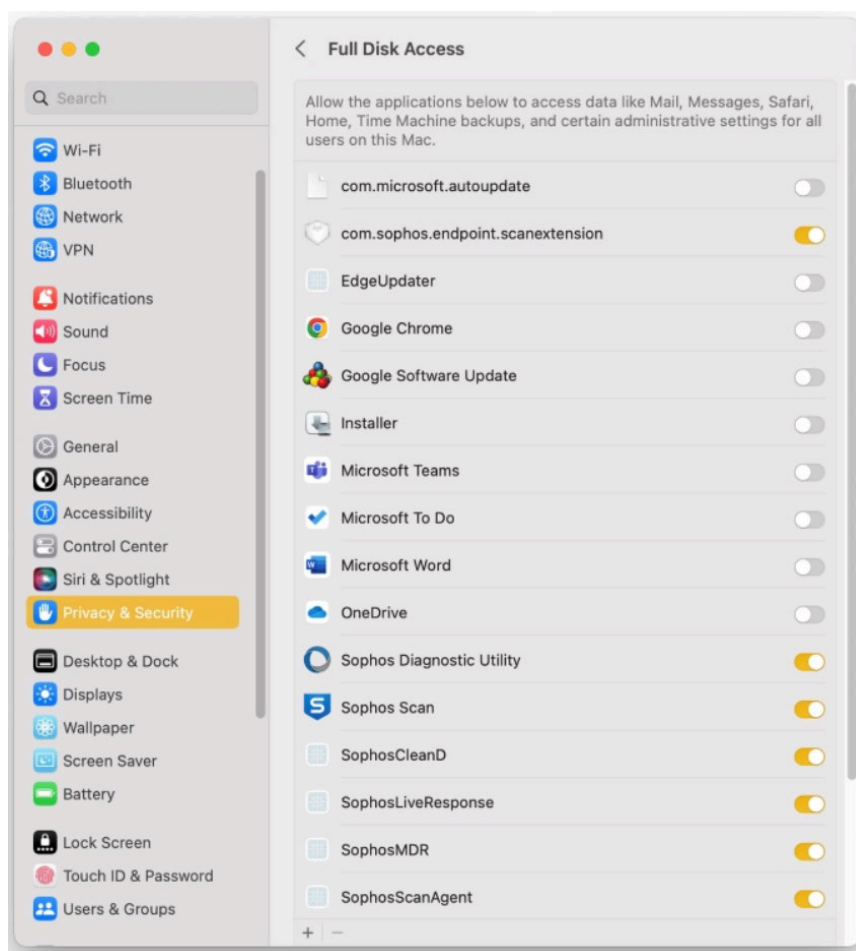 Search
Wi-Fi
Bluetooth
Network
VPN
Notifications
Sound
Focus
Screen Time
General
Appearance
Accessibility
Control Center
Siri & Spotlight
Privacy & Security
Desktop & Dock
Displays
Wallpaper
Screen Saver
Battery
Lock Screen
Touch ID & Password
Users & Groups
Full Disk Access
Allow the applications below to access data like Mail, Messages, Safari,
Home, Time Machine backups, and certain administrative settings for all
users on this Mac.
com.microsoft.autoupdate
com.sophos.endpoint.scanextension
EdgeUpdater
Google Chrome
Google Software Update
Installer
Microsoft Teams
Microsoft To Do
Microsoft Word
OneDrive
Sophos Diagnostic Utility
Sophos Scan
SophosCleanD
SophosLiveResponse
SophosMDR
SophosScanAgent